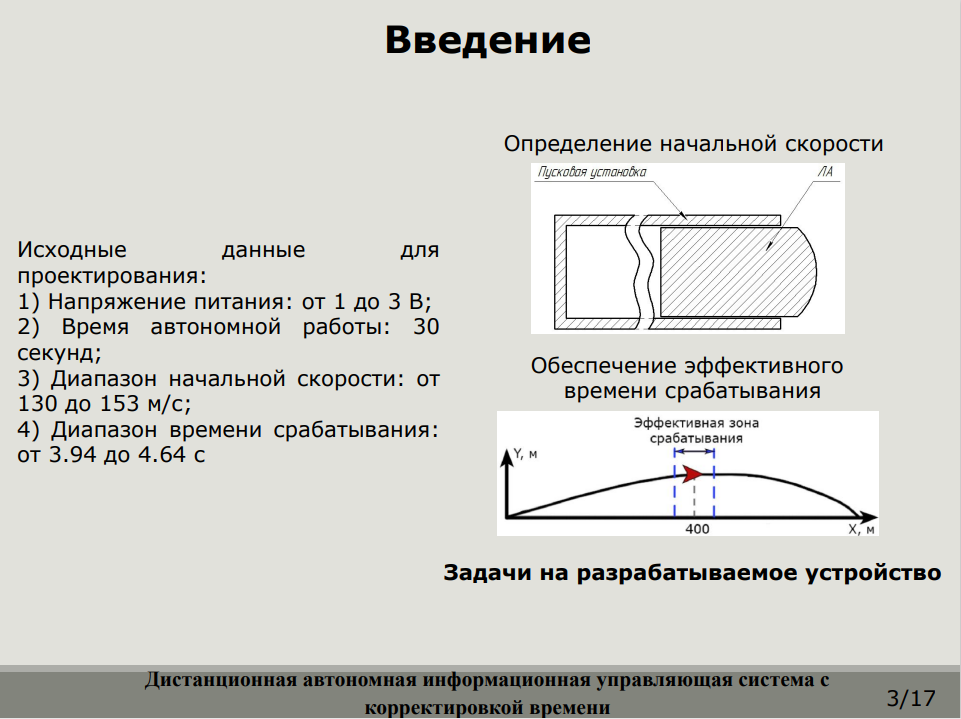 Введение
Исходные данные для
проектирования:
1) Напряжение питания: от 1 до 3 В;
2) Время автономной работы: 30
секунд;
3) Диапазон начальной скорости: от
130 до 153 м/с;
4) Диапазон времени срабатывания:
от 3.94 до 4.64 с
Определение начальной скорости
Пусковая установка
ЛА
Обеспечение эффективного
времени срабатывания
Эффективная зона
срабатывания
Y, м
400
X, м
Задачи на разрабатываемое устройство
Дистанционная автономная информационная управляющая система с
корректировкой времени
3/17